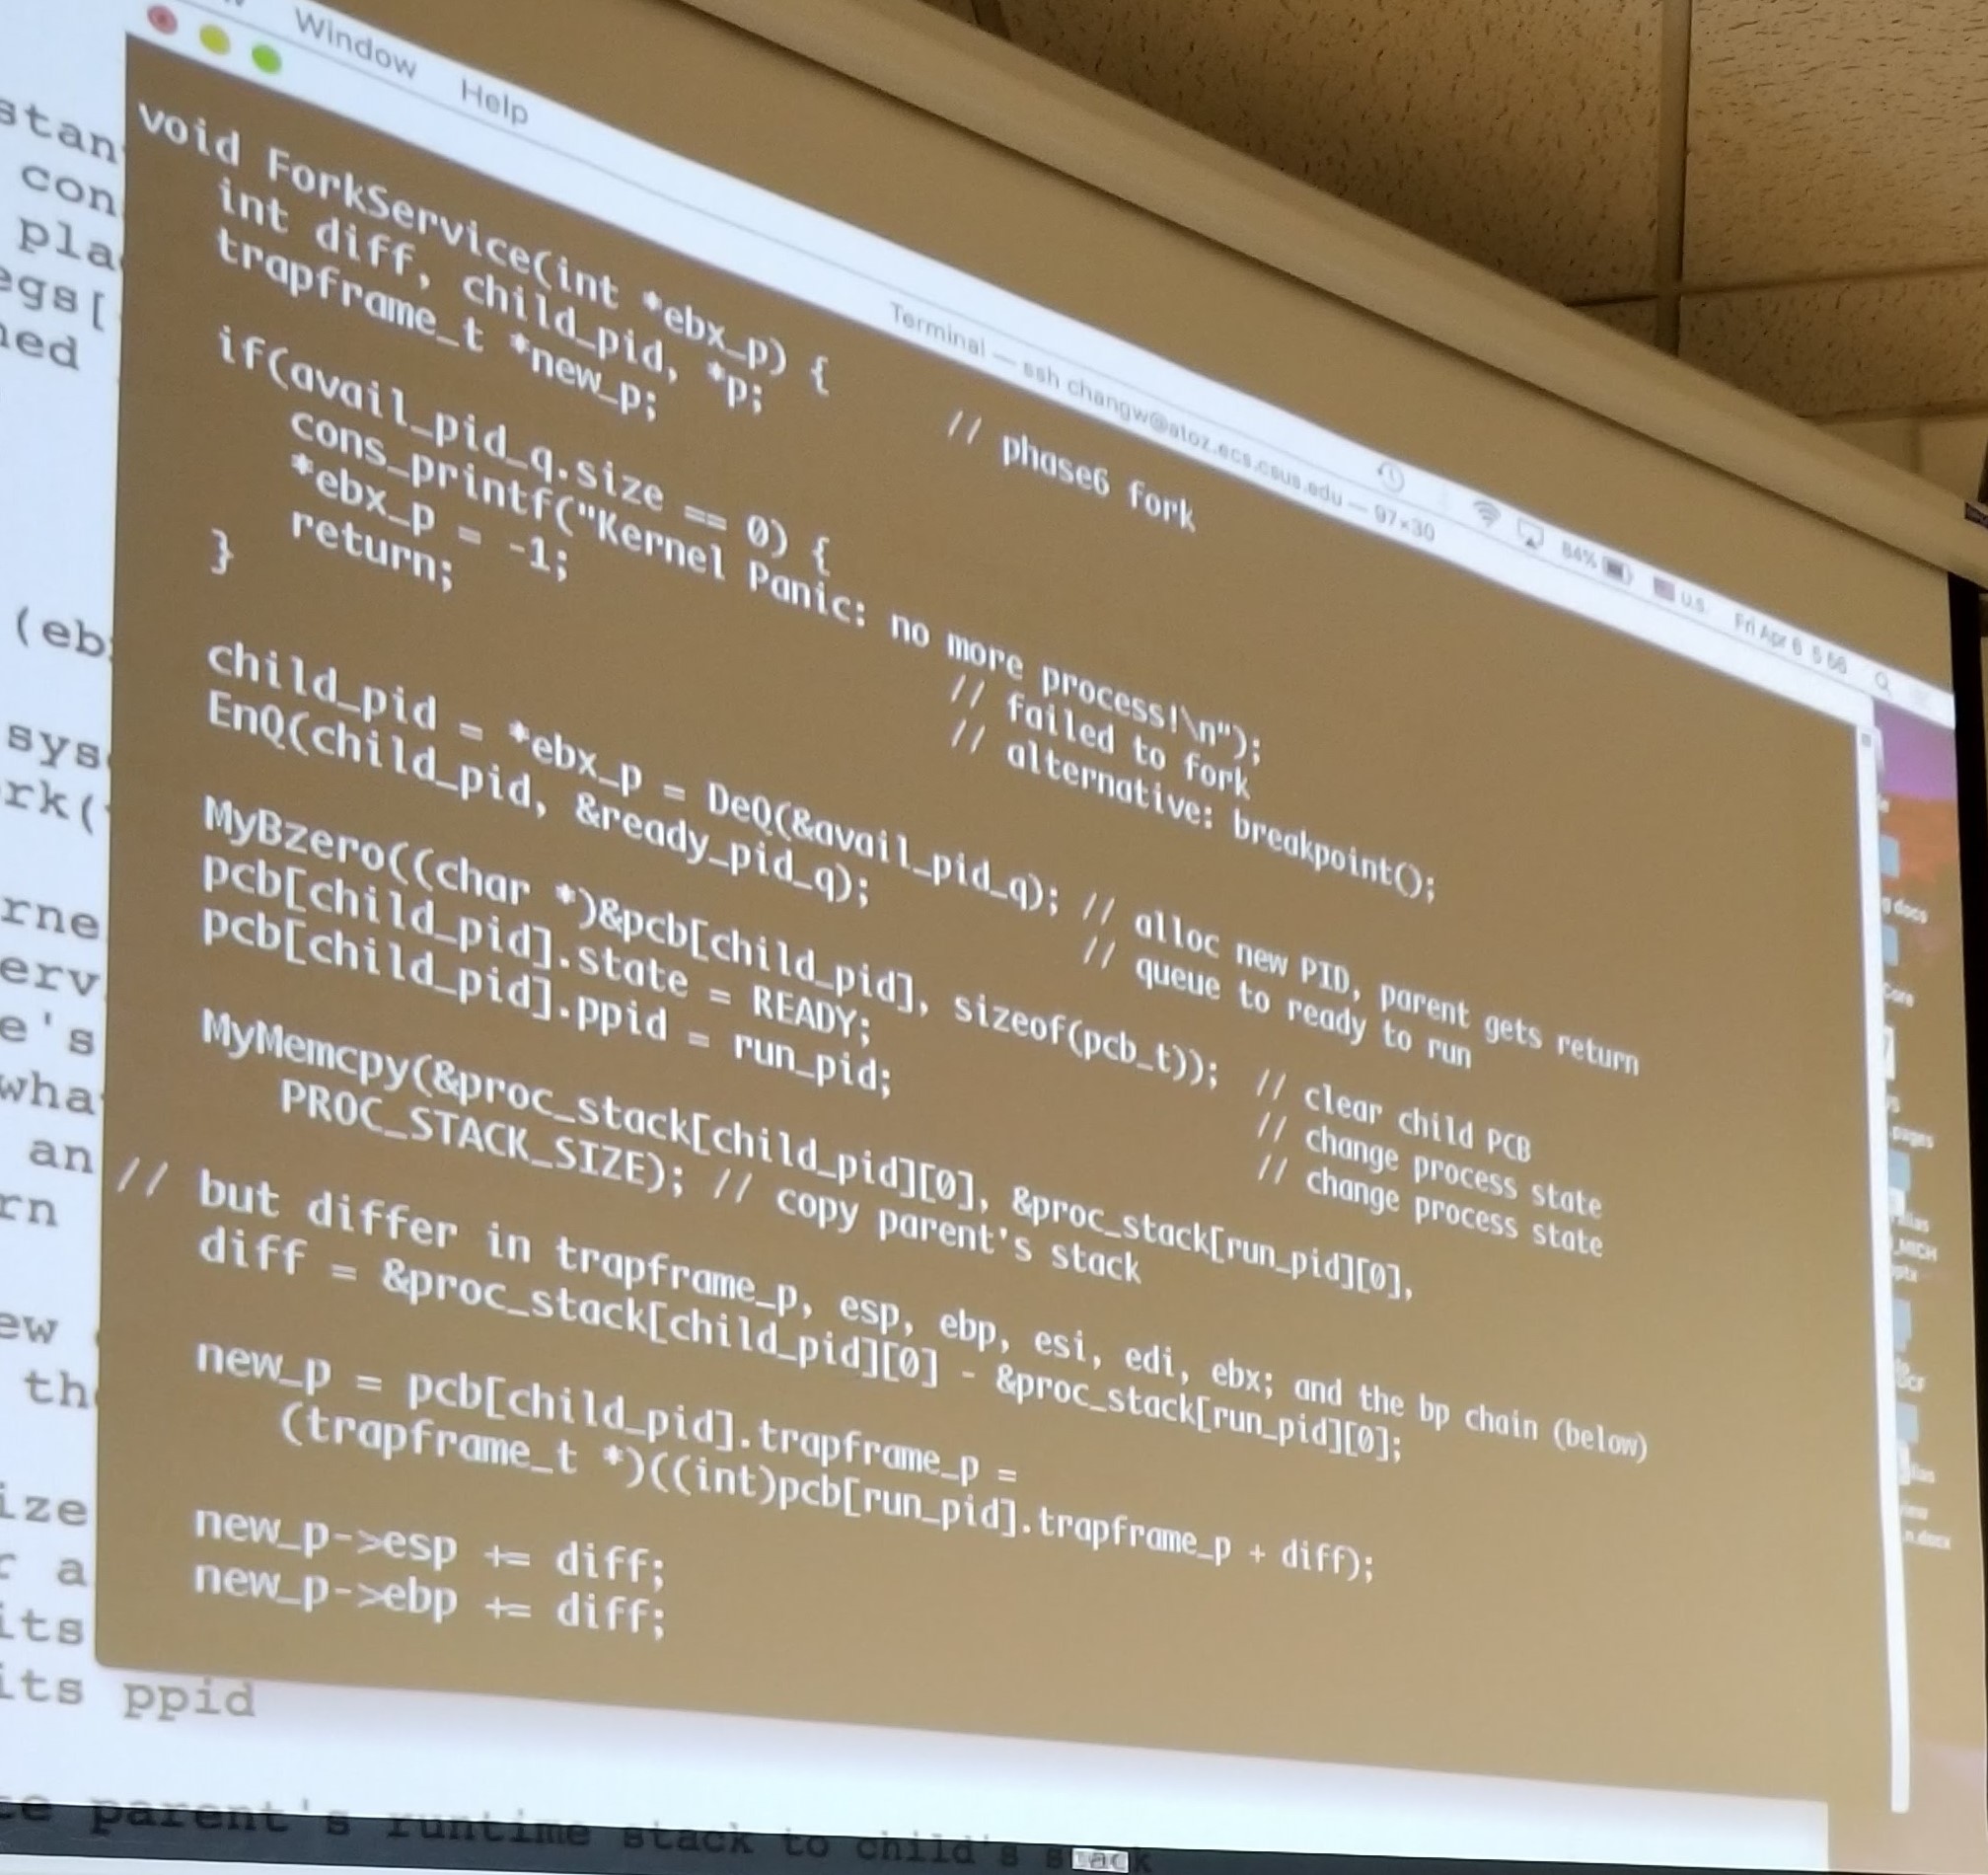 Window Help
Fri Apr 6
84%
U.S.
Terminal — ssh changw@atoz.ecs.csus.edu — 97×30
void ForkService(int *ebx_p) { // phase6 fork
int diff, child_pid, *p;
trapframe_t *new_p;
if(avail_pid_q.size == 0) {
cons_printf("Kernel Panic: no more process!\n");
*ebx_p = -1; // failed to fork
return; // alternative: breakpoint();
}
child_pid = *ebx_p = DeQ(&avail_pid_q); // alloc new PID, parent gets return
EnQ(child_pid, &ready_pid_q); // queue to ready to run
MyBzero((char *)&pcb[child_pid], sizeof(pcb_t)); // clear child PCB
pcb[child_pid].state = READY; // change process state
pcb[child_pid].ppid = run_pid; // change process state
MyMemcpy(&proc_stack[child_pid][0], &proc_stack[run_pid][0],
PROC_STACK_SIZE); // copy parent's stack
// but differ in trapframe_p, esp, ebp, esi, edi, ebx; and the bp chain (below)
diff = &proc_stack[child_pid][0] - &proc_stack[run_pid][0];
new_p = pcb[child_pid].trapframe_p =
(trapframe_t *)((int)pcb[run_pid].trapframe_p + diff);
new_p->esp += diff;
new_p->ebp += diff;
stan
con
pla
egs[
ned
(eb
sys
rk(
rne
erv
e's
wha
an
rn
ew
the
ize
r a
its
its ppid
te parent's runtime stack to child's stack
g docs
Core
pages